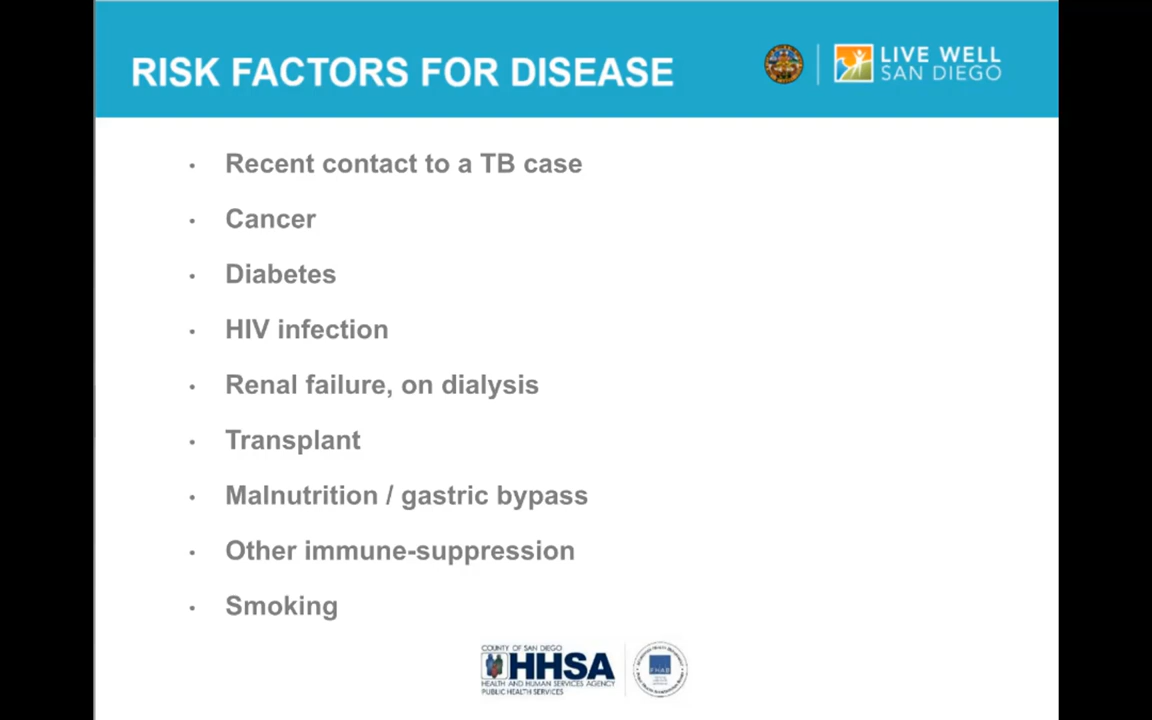 RISK FACTORS FOR DISEASE
LIVE WELL
SAN DIEGO
• Recent contact to a TB case
• Cancer
• Diabetes
• HIV infection
• Renal failure, on dialysis
• Transplant
• Malnutrition / gastric bypass
• Other immune-suppression
• Smoking
COUNTY OF SAN DIEGO
HHSA
HEALTH AND HUMAN SERVICES AGENCY
PUBLIC HEALTH SERVICES
PHAB